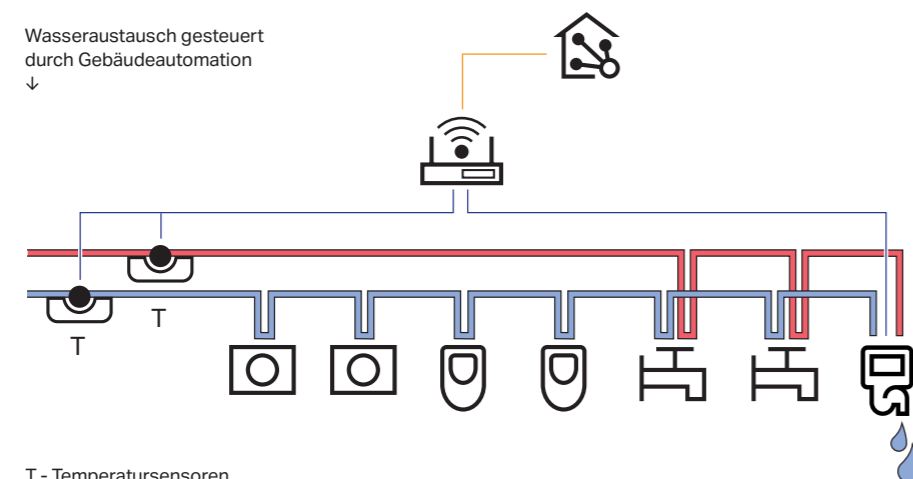 Wasseraustausch gesteuert
durch Gebäudeautomation
↓
T
T
T - Temperatursensoren